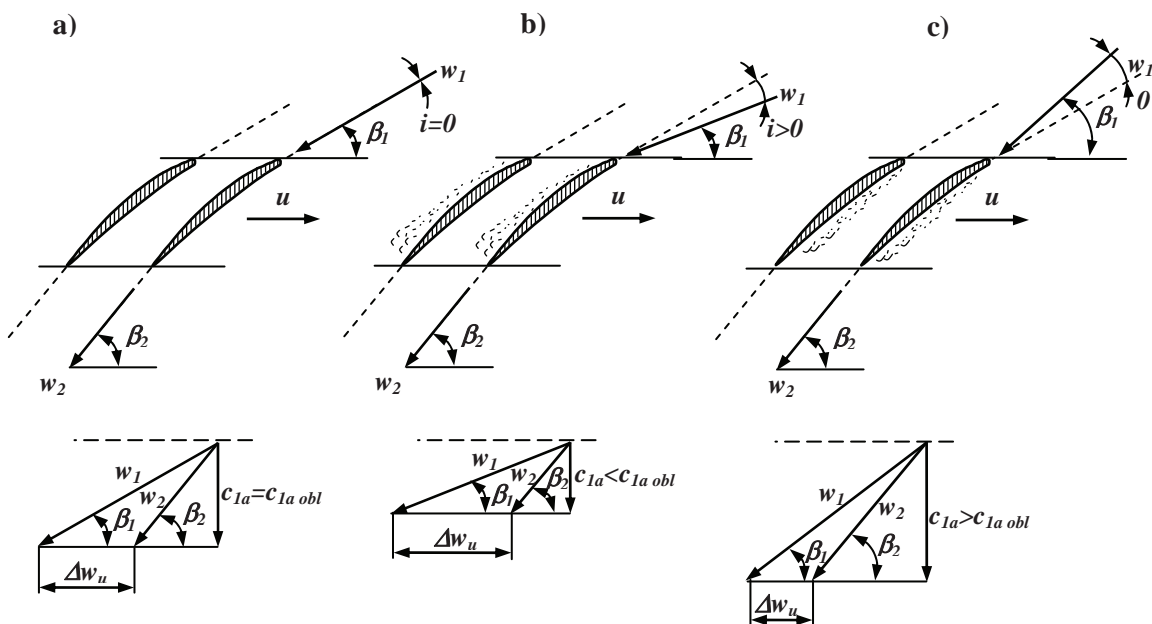 a)
w₁
i=0
β₁
u
β₂
w₂
w₁
w₂
β₁
β₂
c₁ₐ=c₁ₐ obl
Δwᵤ
b)
w₁
i>0
β₁
u
β₂
w₂
w₁
w₂
β₁
β₂
c₁ₐ<c₁ₐ obl
Δwᵤ
c)
w₁
0
β₁
u
β₂
w₂
w₁
w₂
β₁
β₂
c₁ₐ>c₁ₐ obl
Δwᵤ